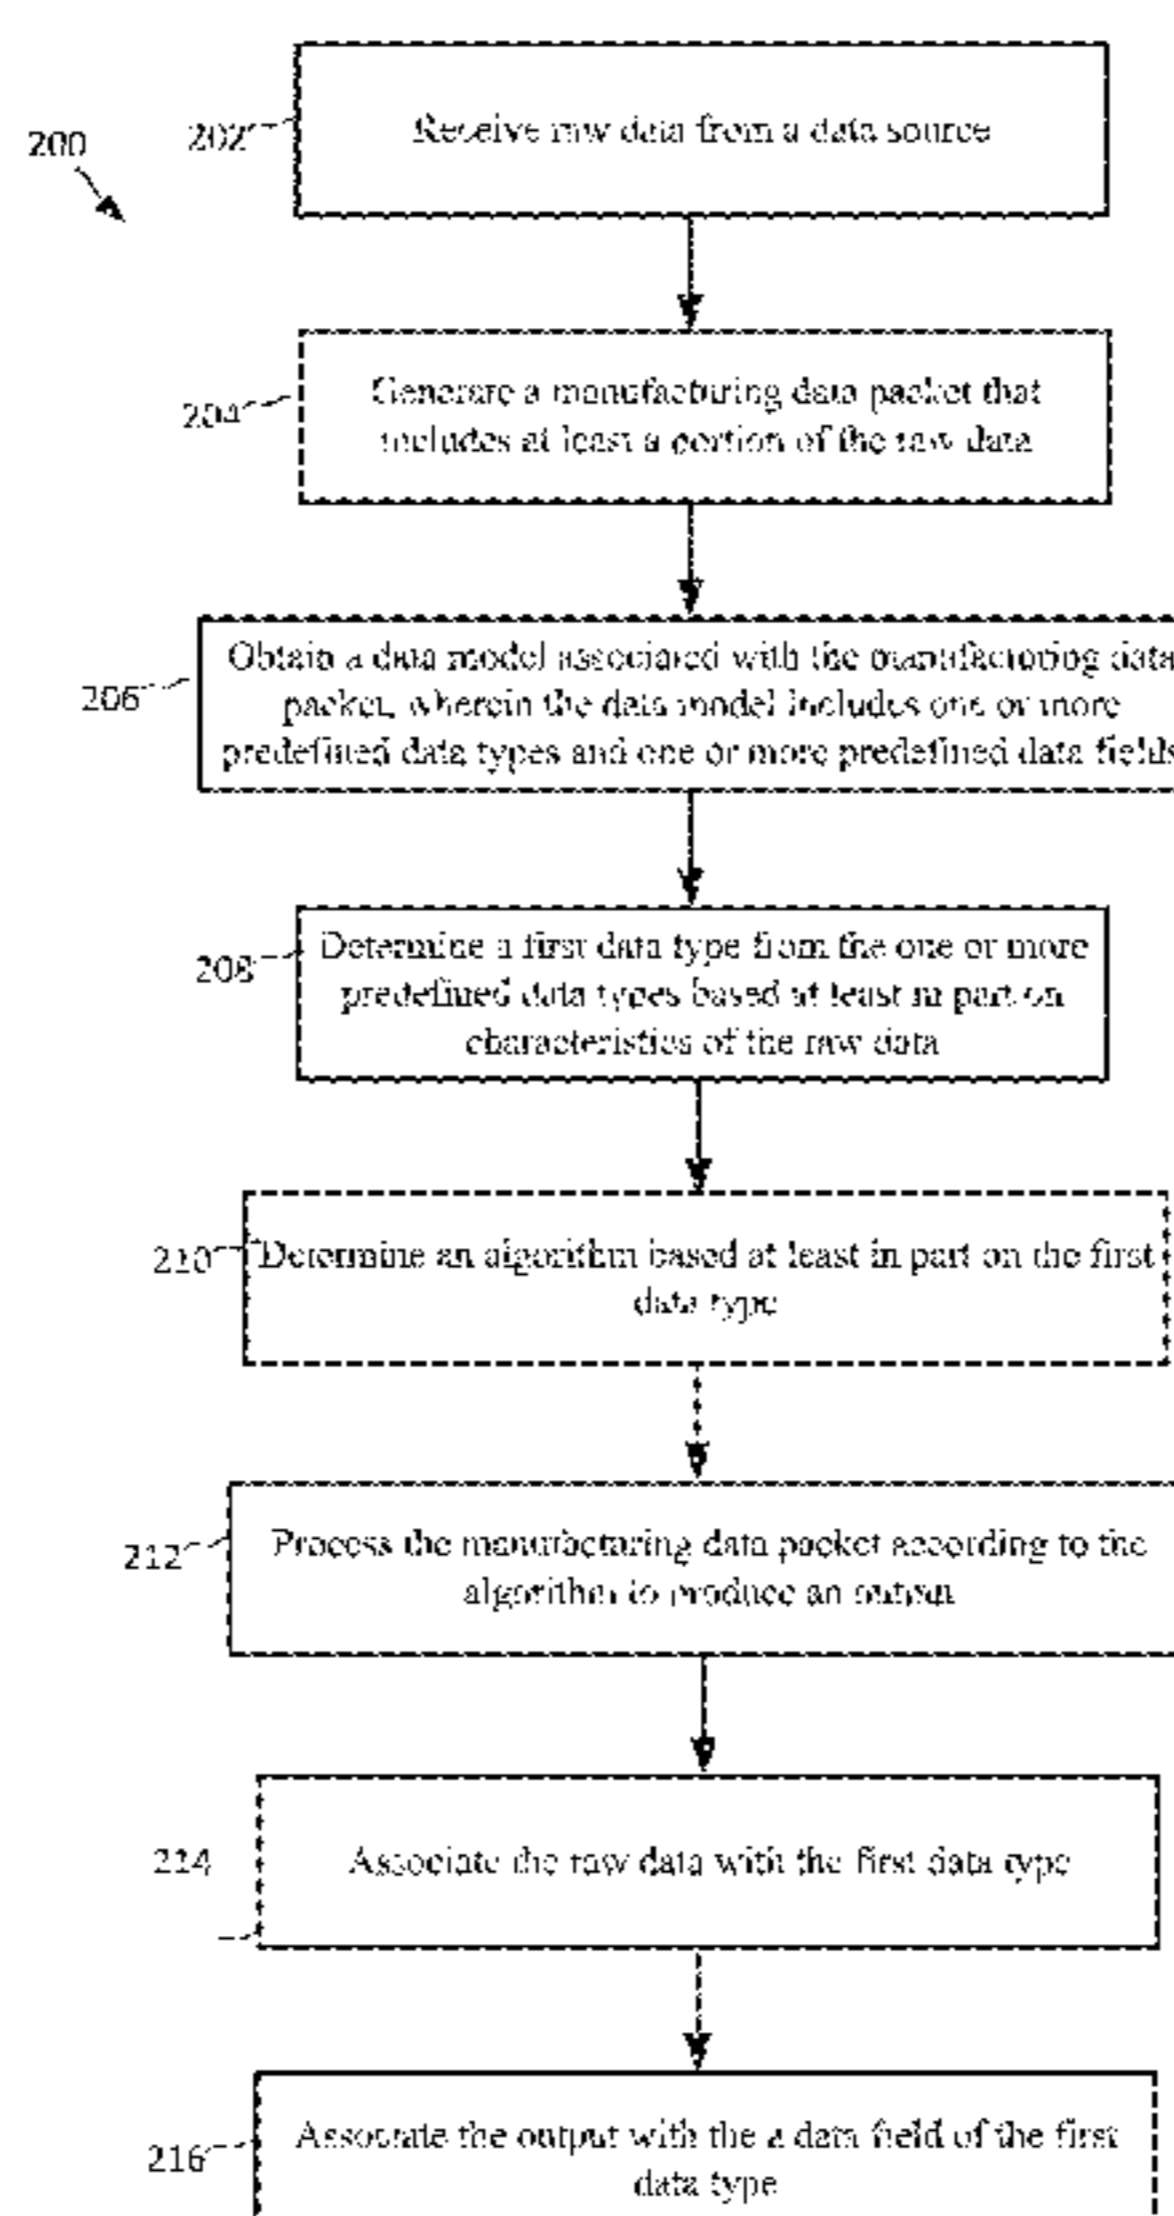 200
202
Receive raw data from a data source
204
Generate a manufacturing data packet that
includes at least a portion of the raw data
206
Obtain a data model associated with the manufacturing data
packet, wherein the data model includes one or more
predefined data types and one or more predefined data fields
208
Determine a first data type from the one or more
predefined data types based at least in part on
characteristics of the raw data
210
Determine an algorithm based at least in part on the first
data type
212
Process the manufacturing data packet according to the
algorithm to produce an output
214
Associate the raw data with the first data type
216
Associate the output with the a data field of the first
data type